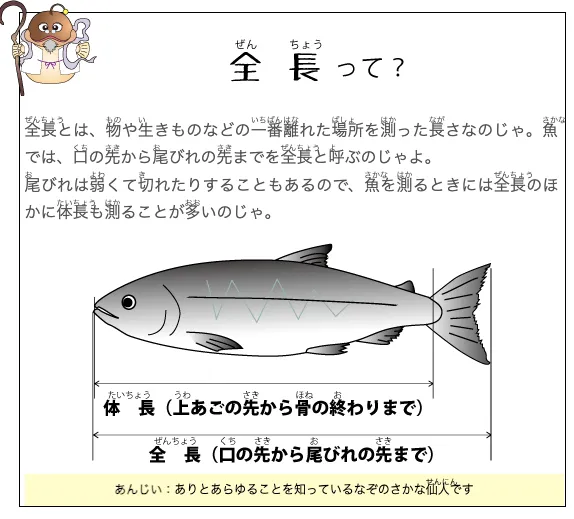 全長って？
全長とは、物や生きものなどの一番離れた場所を測った長さなのじゃ。魚
では、口の先から尾びれの先までを全長と呼ぶのじゃよ。
尾びれは弱くて切れたりすることもあるので、魚を測るときには全長のほ
かに体長も測ることが多いのじゃ。
体長（上あごの先から骨の終わりまで）
全長（口の先から尾びれの先まで）
あんじい：ありとあらゆることを知っているなぞのさかな仙人です